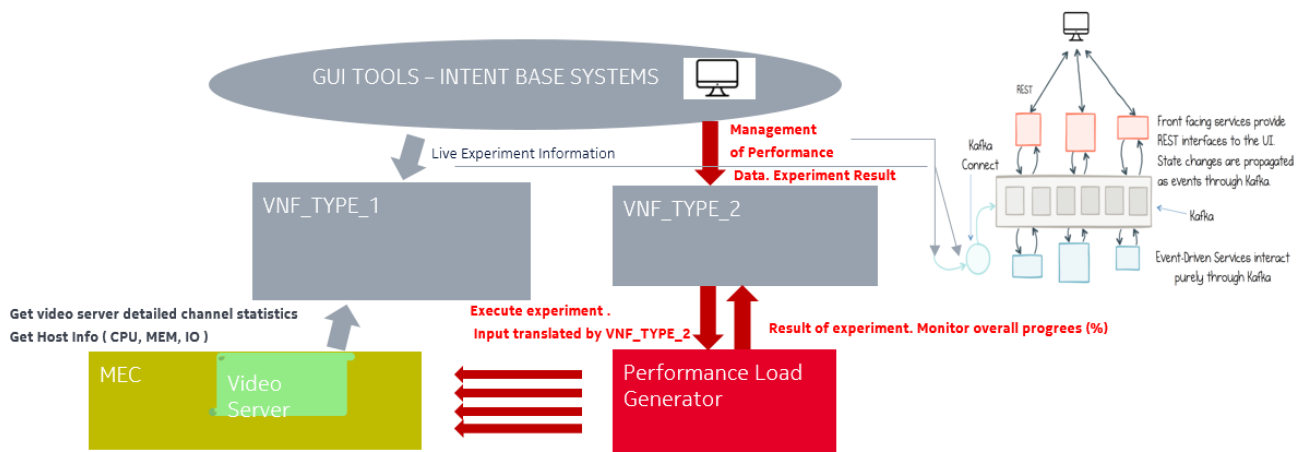 GUI TOOLS – INTENT BASE SYSTEMS
Live Experiment Information
Management
of Performance
Data. Experiment Result
VNF_TYPE_1
VNF_TYPE_2
Get video server detailed channel statistics
Get Host Info ( CPU, MEM, IO )
Execute experiment .
Input translated by VNF_TYPE_2
Result of experiment. Monitor overall progrees (%)
MEC
Video
Server
Performance Load
Generator
REST
Front facing services provide
REST interfaces to the UI.
State changes are propagated
as events through Kafka.
Kafka
Connect
Kafka
Event-Driven Services interact
purely through Kafka